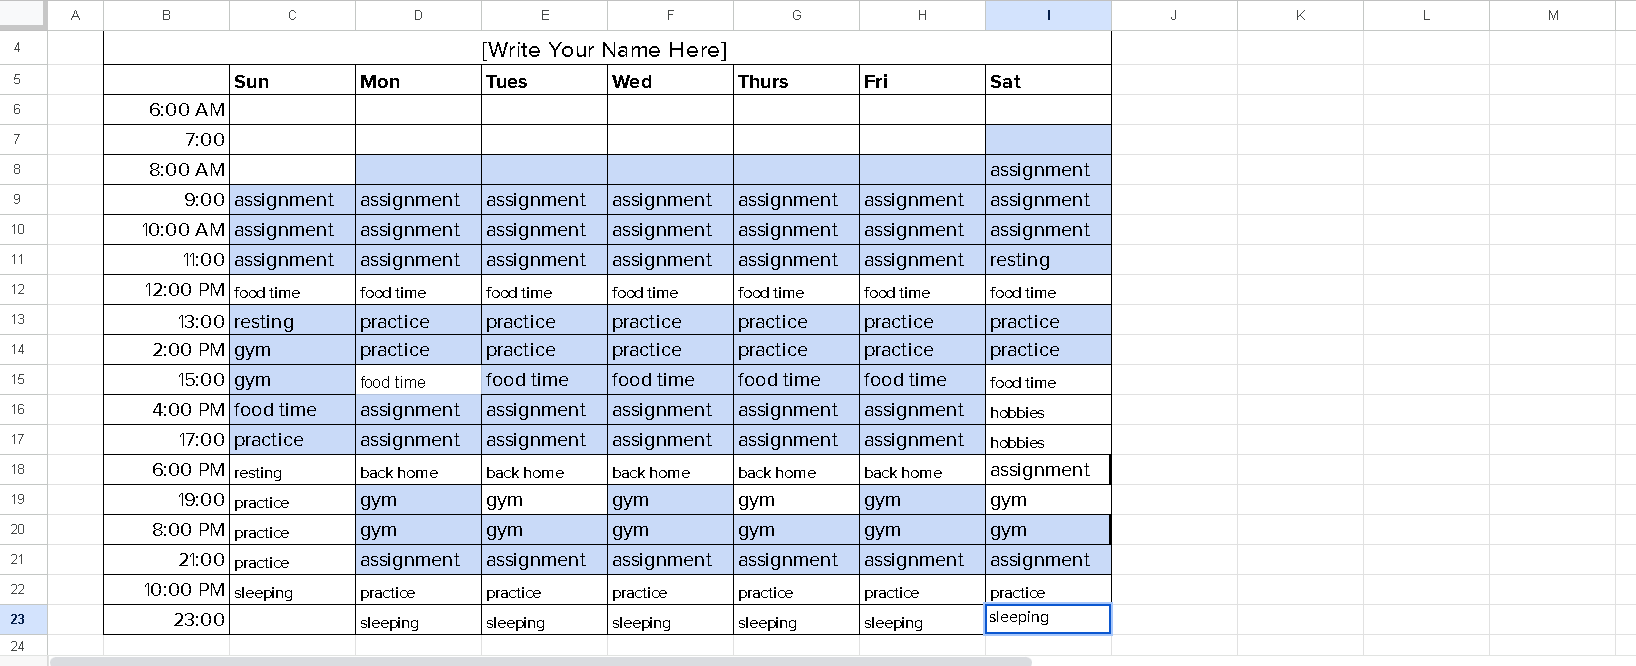 A B C D E F G H I J K L M
4 [Write Your Name Here]
5 Sun Mon Tues Wed Thurs Fri Sat
6 6:00 AM
7 7:00
8 8:00 AM assignment
9 9:00 assignment assignment assignment assignment assignment assignment assignment
10 10:00 AM assignment assignment assignment assignment assignment assignment assignment
11 11:00 assignment assignment assignment assignment assignment assignment resting
12 12:00 PM food time food time food time food time food time food time food time
13 13:00 resting practice practice practice practice practice practice
14 2:00 PM gym practice practice practice practice practice practice
15 15:00 gym food time food time food time food time food time food time
16 4:00 PM food time assignment assignment assignment assignment assignment hobbies
17 17:00 practice assignment assignment assignment assignment assignment hobbies
18 6:00 PM resting back home back home back home back home back home assignment
19 19:00 practice gym gym gym gym gym gym
20 8:00 PM practice gym gym gym gym gym gym
21 21:00 practice assignment assignment assignment assignment assignment assignment
22 10:00 PM sleeping practice practice practice practice practice practice
23 23:00 sleeping sleeping sleeping sleeping sleeping sleeping
24